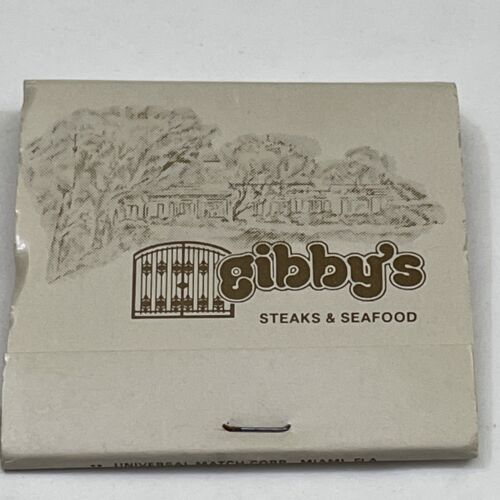 gibby's
STEAKS & SEAFOOD
UNIVERSAL MATCH CORP. MIAMI, FLA.